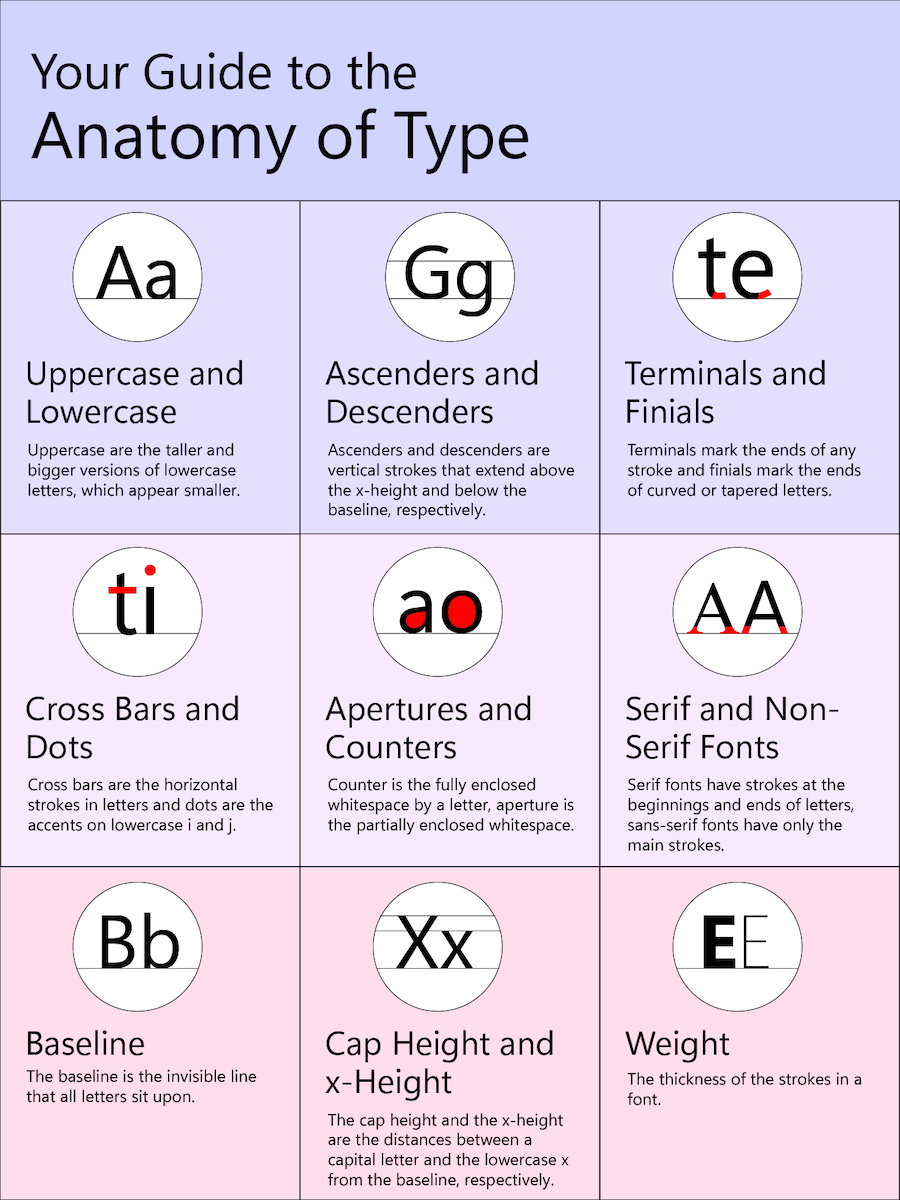 Your Guide to the
Anatomy of Type
Aa
Uppercase and
Lowercase
Uppercase are the taller and
bigger versions of lowercase
letters, which appear smaller.
Gg
Ascenders and
Descenders
Ascenders and descenders are
vertical strokes that extend above
the x-height and below the
baseline, respectively.
te
Terminals and
Finials
Terminals mark the ends of any
stroke and finials mark the ends
of curved or tapered letters.
ti
Cross Bars and
Dots
Cross bars are the horizontal
strokes in letters and dots are the
accents on lowercase i and j.
ao
Apertures and
Counters
Counter is the fully enclosed
whitespace by a letter, aperture is
the partially enclosed whitespace.
AA
Serif and Non-
Serif Fonts
Serif fonts have strokes at the
beginnings and ends of letters,
sans-serif fonts have only the
main strokes.
Bb
Baseline
The baseline is the invisible line
that all letters sit upon.
Xx
Cap Height and
x-Height
The cap height and the x-height
are the distances between a
capital letter and the lowercase x
from the baseline, respectively.
EE
Weight
The thickness of the strokes in a
font.